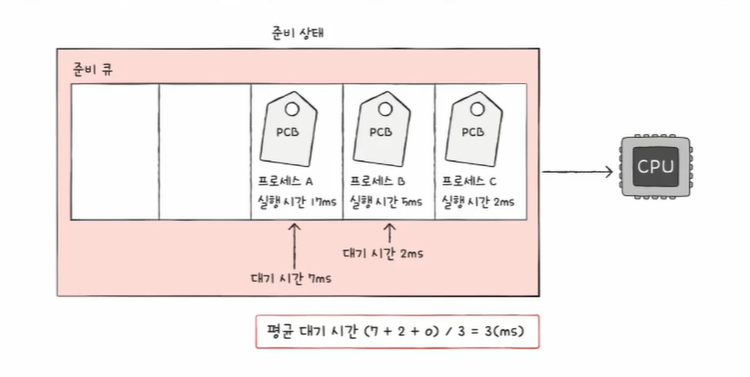 준비 상태
준비 큐
PCB
PCB
PCB
프로세스 A
실행 시간 17ms
프로세스 B
실행 시간 5ms
프로세스 C
실행 시간 2ms
CPU
대기 시간 2ms
대기 시간 7ms
평균 대기 시간 (7 + 2 + 0) / 3 = 3(ms)